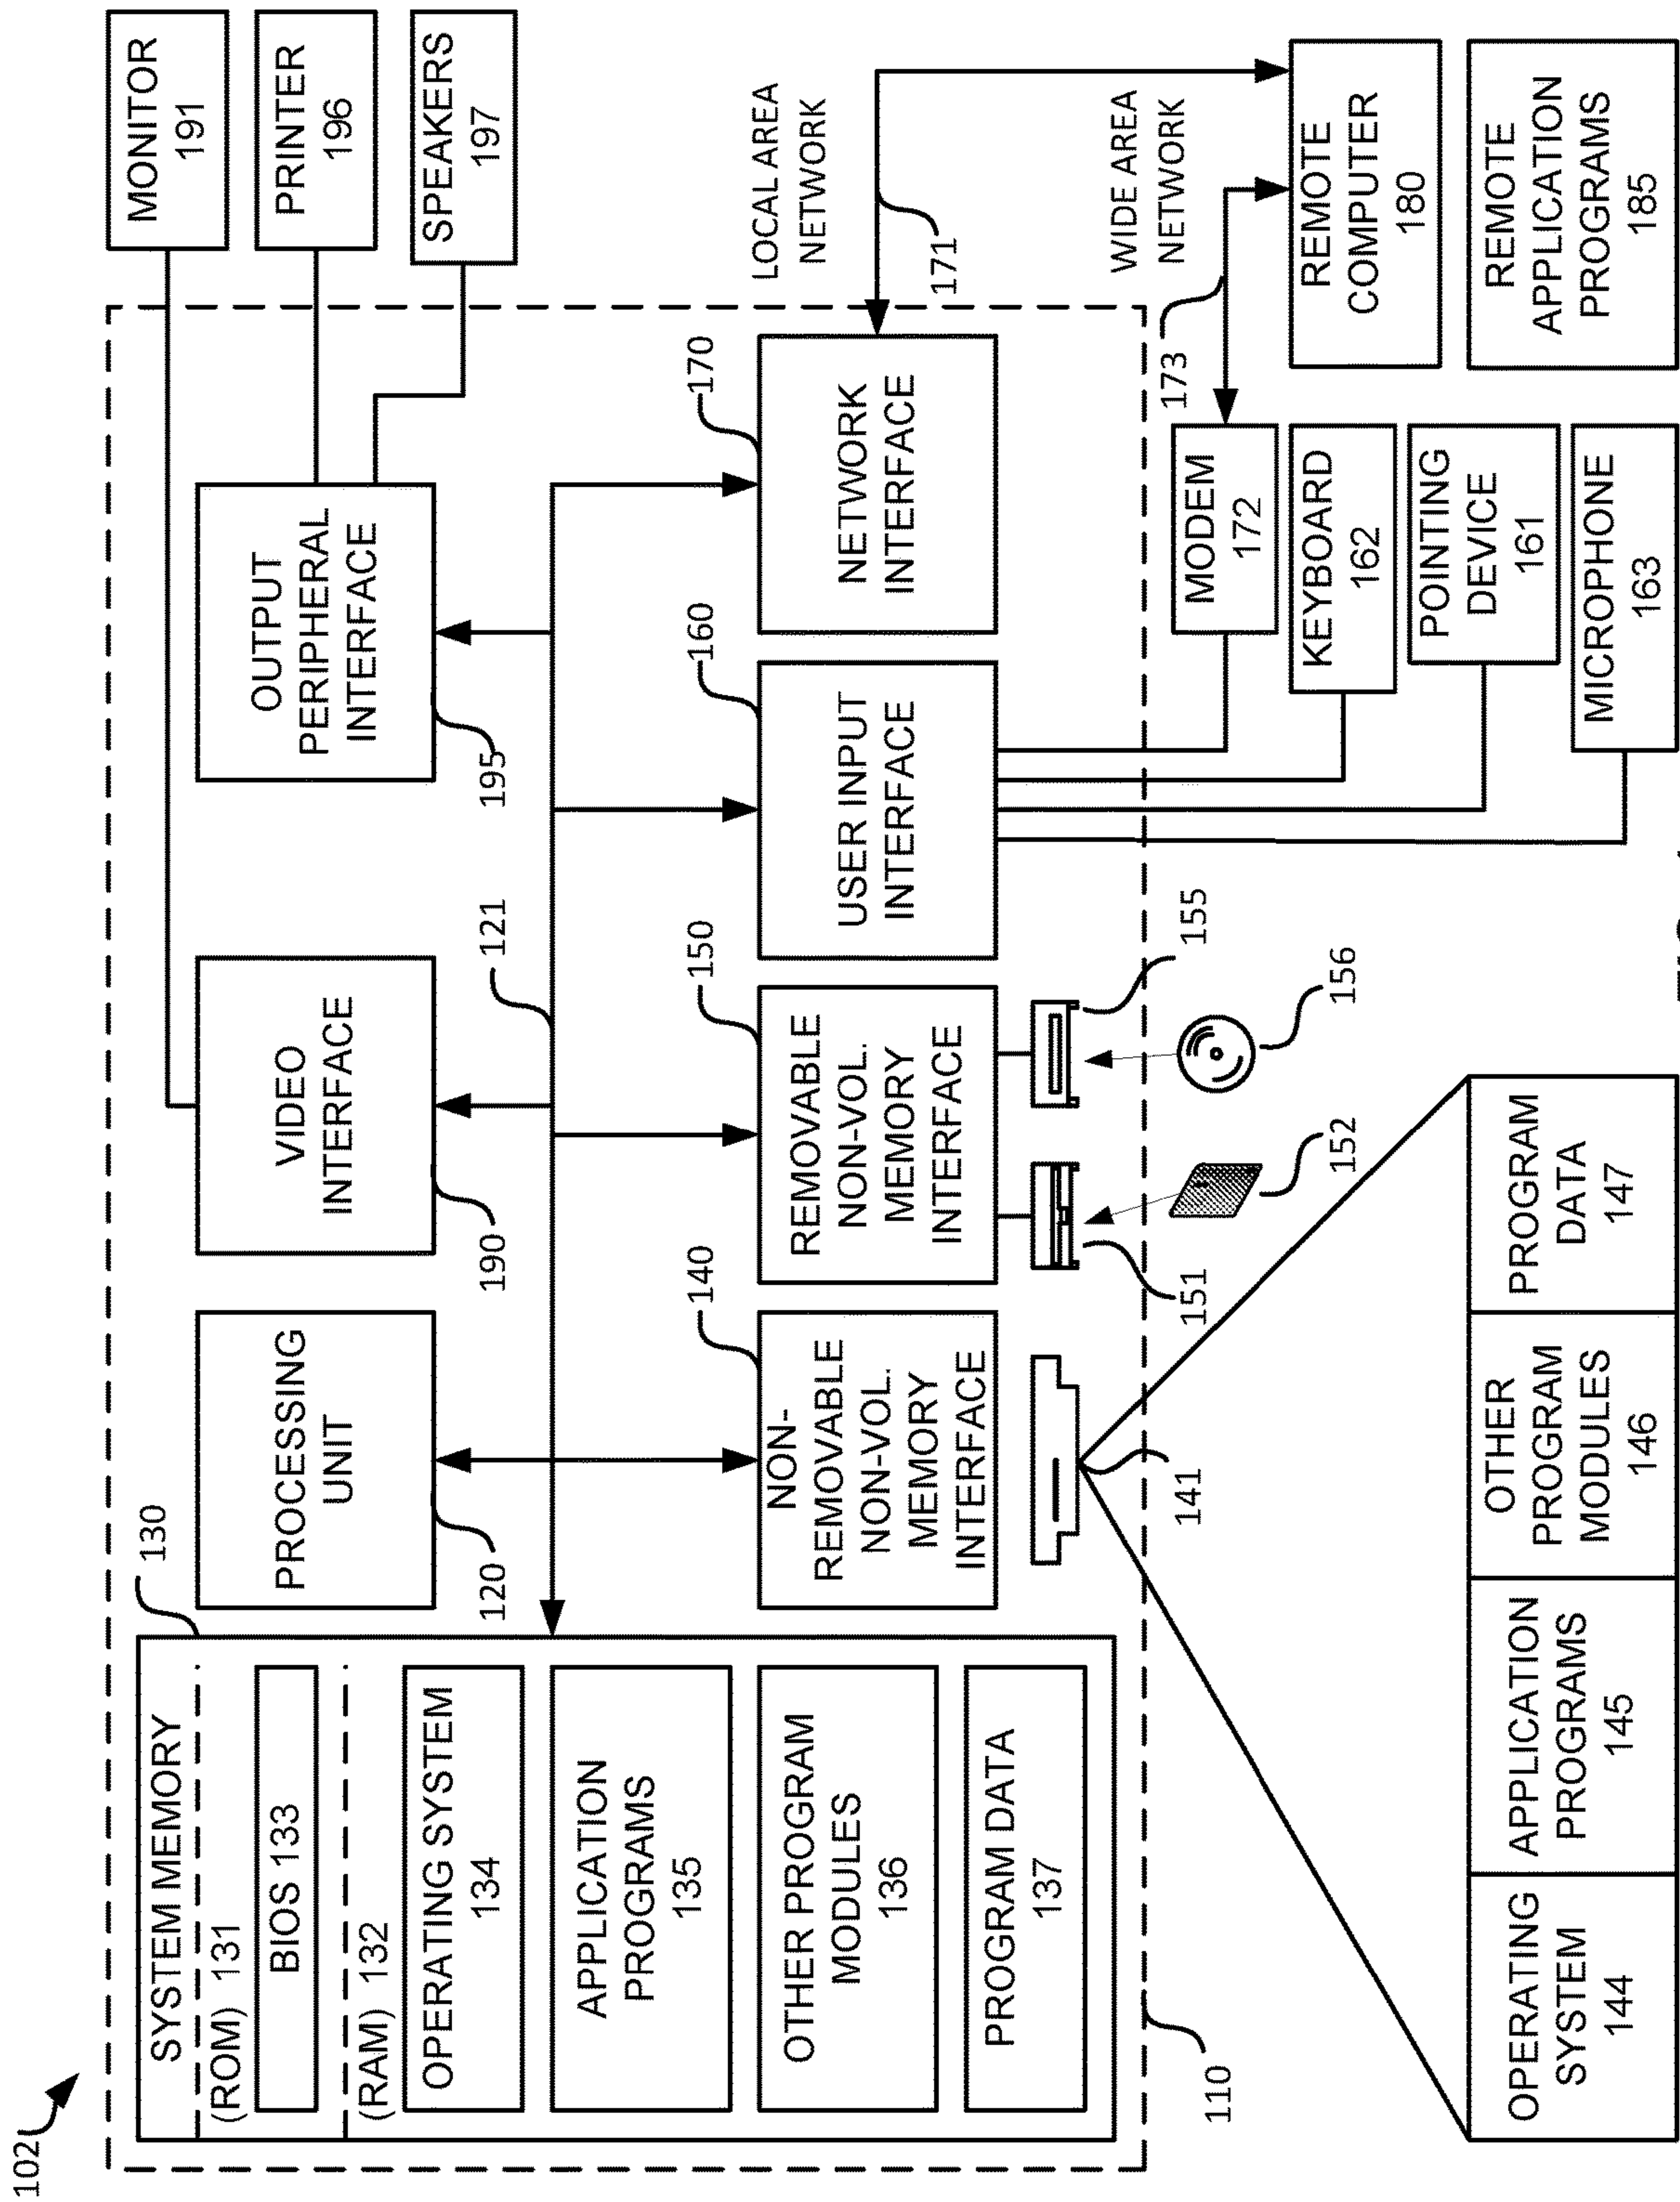 102
SYSTEM MEMORY
(ROM) 131
BIOS 133
(RAM) 132
OPERATING SYSTEM
134
APPLICATION
PROGRAMS
135
OTHER PROGRAM
MODULES
136
PROGRAM DATA
137
130
PROCESSING
UNIT
120
VIDEO
INTERFACE
190
121
OUTPUT
PERIPHERAL
INTERFACE
195
MONITOR
191
PRINTER
196
SPEAKERS
197
140
NON-
REMOVABLE
NON-VOL.
MEMORY
INTERFACE
150
REMOVABLE
NON-VOL.
MEMORY
INTERFACE
160
USER INPUT
INTERFACE
170
NETWORK
INTERFACE
LOCAL AREA
NETWORK
171
WIDE AREA
NETWORK
173
110
141
151
152
155
156
MODEM
172
KEYBOARD
162
POINTING
DEVICE
161
MICROPHONE
163
REMOTE
COMPUTER
180
REMOTE
APPLICATION
PROGRAMS
185
OPERATING
SYSTEM
144
APPLICATION
PROGRAMS
145
OTHER
PROGRAM
MODULES
146
PROGRAM
DATA
147